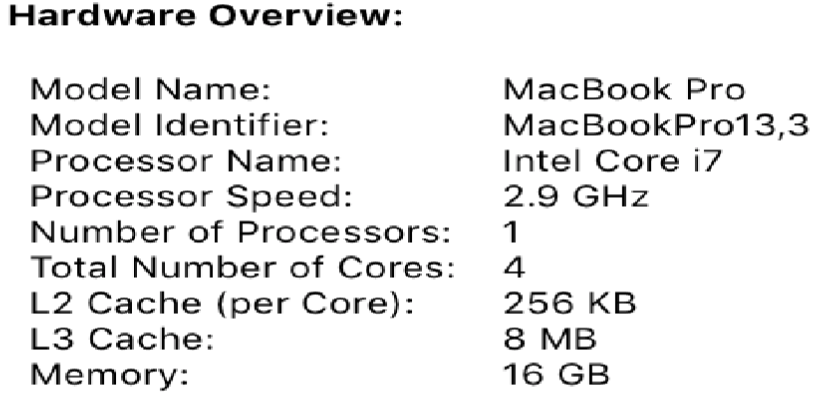 Hardware Overview:
Model Name: MacBook Pro
Model Identifier: MacBookPro13,3
Processor Name: Intel Core i7
Processor Speed: 2.9 GHz
Number of Processors: 1
Total Number of Cores: 4
L2 Cache (per Core): 256 KB
L3 Cache: 8 MB
Memory: 16 GB